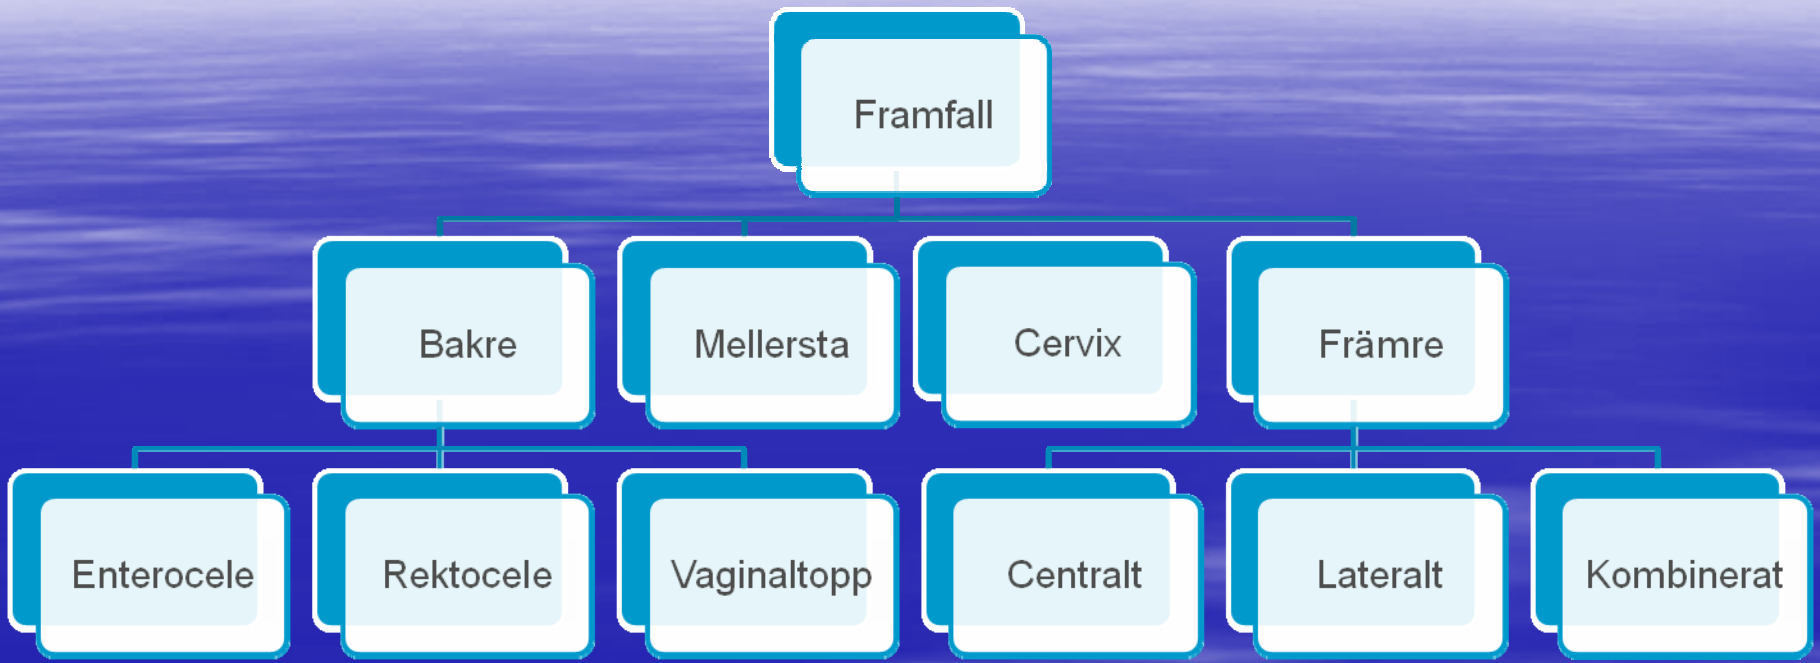 Framfall
Bakre
Mellersta
Cervix
Främre
Enterocele
Rektocele
Vaginaltopp
Centralt
Lateralt
Kombinerat